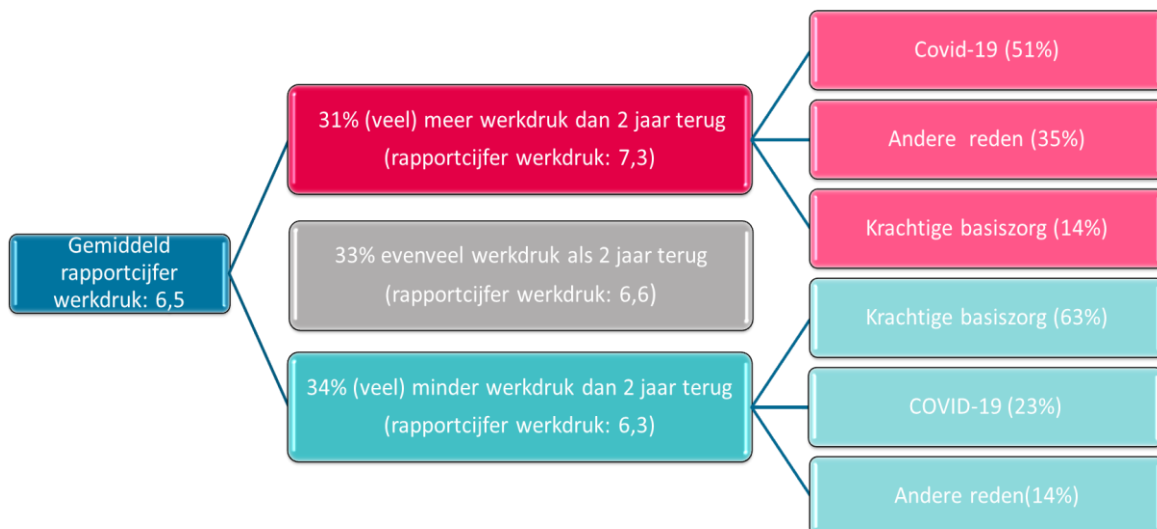 Gemiddeld
rapportcijfer
werkdruk: 6,5
31% (veel) meer werkdruk dan 2 jaar terug
(rapportcijfer werkdruk: 7,3)
33% evenveel werkdruk als 2 jaar terug
(rapportcijfer werkdruk: 6,6)
34% (veel) minder werkdruk dan 2 jaar terug
(rapportcijfer werkdruk: 6,3)
Covid-19 (51%)
Andere reden (35%)
Krachtige basiszorg (14%)
Krachtige basiszorg (63%)
COVID-19 (23%)
Andere reden(14%)